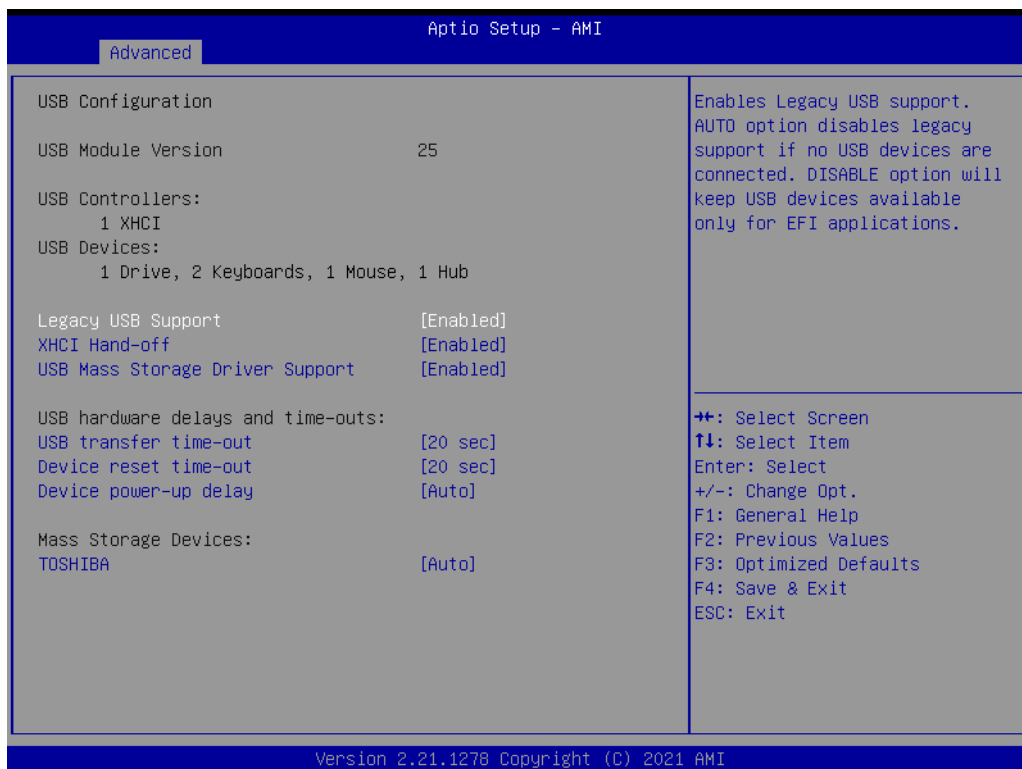 Aptio Setup – AMI
Advanced
USB Configuration
USB Module Version 25
USB Controllers:
1 XHCI
USB Devices:
1 Drive, 2 Keyboards, 1 Mouse, 1 Hub
Legacy USB Support [Enabled]
XHCI Hand-off [Enabled]
USB Mass Storage Driver Support [Enabled]
USB hardware delays and time-outs:
USB transfer time-out [20 sec]
Device reset time-out [20 sec]
Device power-up delay [Auto]
Mass Storage Devices:
TOSHIBA [Auto]
Enables Legacy USB support.
AUTO option disables legacy
support if no USB devices are
connected. DISABLE option will
keep USB devices available
only for EFI applications.
→←: Select Screen
↑↓: Select Item
Enter: Select
+/-: Change Opt.
F1: General Help
F2: Previous Values
F3: Optimized Defaults
F4: Save & Exit
ESC: Exit
Version 2.21.1278 Copyright (C) 2021 AMI